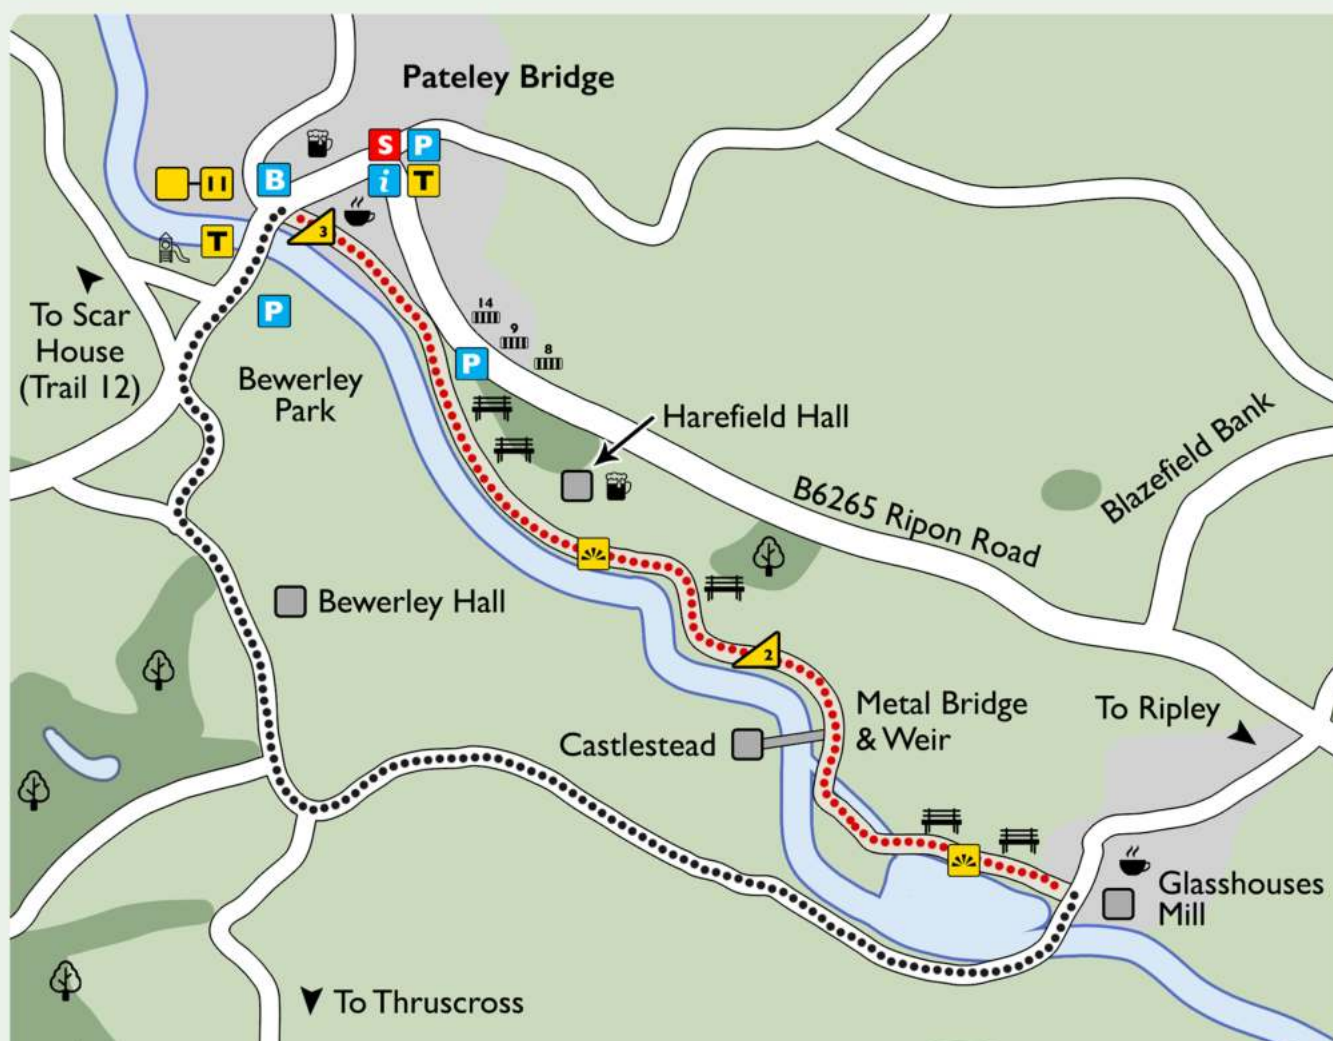 Pateley Bridge
S
P
B
i
T
11
T
3
P
To Scar
House
(Trail 12)
14
9
8
P
Bewerley
Park
Harefield Hall
B6265 Ripon Road
Blazefield Bank
Bewerley Hall
2
Metal Bridge
& Weir
To Ripley
Castlestead
Glasshouses
Mill
To Thruscross